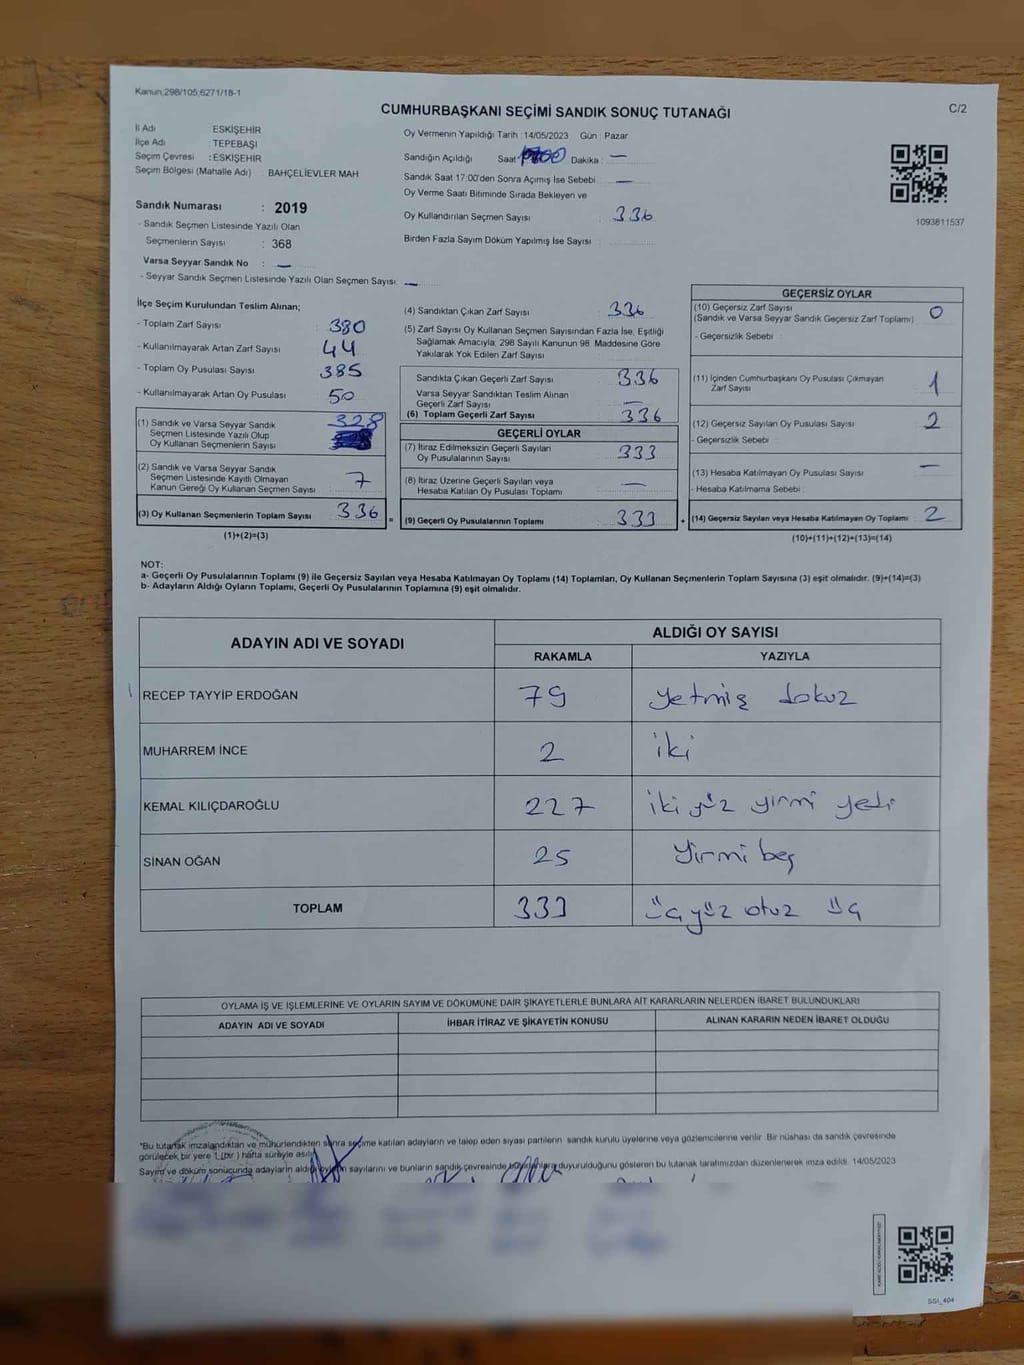 Kanun;298/105;6271/18-1
CUMHURBAŞKANI SEÇİMİ SANDIK SONUÇ TUTANAĞI
C/2
İl Adı ESKİŞEHİR
İlçe Adı TEPEBAŞI
Seçim Çevresi : ESKİŞEHİR
Seçim Bölgesi (Mahalle Adı) : BAHÇELİEVLER MAH
Sandık Numarası : 2019
- Sandık Seçmen Listesinde Yazılı Olan
Seçmenlerin Sayısı : 368
Varsa Seyyar Sandık No : —
- Seyyar Sandık Seçmen Listesinde Yazılı Olan Seçmen Sayısı: —
Oy Vermenin Yapıldığı Tarih : 14/05/2023 Gün : Pazar
Sandığın Açıldığı Saat Dakika : —
Sandık Saat 17:00'den Sonra Açımış İse Sebebi : —
Oy Verme Saati Bitiminde Sırada Bekleyen ve
Oy Kullandırılan Seçmen Sayısı : 336
Birden Fazla Sayım Döküm Yapılmış İse Sayısı :
1093811537
İlçe Seçim Kurulundan Teslim Alınan;
- Toplam Zarf Sayısı : 380
- Kullanılmayarak Artan Zarf Sayısı : 44
- Toplam Oy Pusulası Sayısı : 385
- Kullanılmayarak Artan Oy Pusulası : 50
(1) Sandık ve Varsa Seyyar Sandık
Seçmen Listesinde Yazılı Olup
Oy Kullanan Seçmenlerin Sayısı : 328
(2) Sandık ve Varsa Seyyar Sandık
Seçmen Listesinde Kayıtlı Olmayan
Kanun Gereği Oy Kullanan Seçmen Sayısı : 7
(3) Oy Kullanan Seçmenlerin Toplam Sayısı : 336
(1)+(2)=(3)
(4) Sandıktan Çıkan Zarf Sayısı : 336
(5) Zarf Sayısı Oy Kullanan Seçmen Sayısından Fazla İse, Eşitliği
Sağlamak Amacıyla; 298 Sayılı Kanunun 98. Maddesine Göre
Yakılarak Yok Edilen Zarf Sayısı :
Sandıkta Çıkan Geçerli Zarf Sayısı : 336
Varsa Seyyar Sandıktan Teslim Alınan
Geçerli Zarf Sayısı : —
(6) Toplam Geçerli Zarf Sayısı : 336
GEÇERLİ OYLAR
(7) İtiraz Edilmeksizin Geçerli Sayılan
Oy Pusulalarının Sayısı : 333
(8) İtiraz Üzerine Geçerli Sayılan veya
Hesaba Katılan Oy Pusulası Toplamı : —
= (9) Geçerli Oy Pusulalarının Toplamı : 333
GEÇERSİZ OYLAR
(10) Geçersiz Zarf Sayısı : 0
(Sandık ve Varsa Seyyar Sandık Geçersiz Zarf Toplamı)
- Geçersizlik Sebebi :
(11) İçinden Cumhurbaşkanı Oy Pusulası Çıkmayan
Zarf Sayısı : 1
(12) Geçersiz Sayılan Oy Pusulası Sayısı : 2
- Geçersizlik Sebebi :
(13) Hesaba Katılmayan Oy Pusulası Sayısı : —
- Hesaba Katılmama Sebebi :
+ (14) Geçersiz Sayılan veya Hesaba Katılmayan Oy Toplamı : 2
(10)+(11)+(12)+(13)=(14)
NOT:
a- Geçerli Oy Pusulalarının Toplamı (9) ile Geçersiz Sayılan veya Hesaba Katılmayan Oy Toplamı (14) Toplamları, Oy Kullanan Seçmenlerin Toplam Sayısına (3) eşit olmalıdır. (9)+(14)=(3)
b- Adayların Aldığı Oyların Toplamı, Geçerli Oy Pusulalarının Toplamına (9) eşit olmalıdır.
ADAYIN ADI VE SOYADI ALDIĞI OY SAYISI
RAKAMLA YAZIYLA
RECEP TAYYİP ERDOĞAN 79 yetmiş dokuz
MUHARREM İNCE 2 iki
KEMAL KILIÇDAROĞLU 227 iki yüz yirmi yedi
SİNAN OĞAN 25 Yirmi beş
TOPLAM 333 üç yüz otuz üç
OYLAMA İŞ VE İŞLEMLERİNE VE OYLARIN SAYIM VE DÖKÜMÜNE DAİR ŞİKAYETLERLE BUNLARA AİT KARARLARIN NELERDEN İBARET BULUNDUKLARI
ADAYIN ADI VE SOYADI İHBAR İTİRAZ VE ŞİKAYETİN KONUSU ALINAN KARARIN NEDEN İBARET OLDUĞU
"Bu tutanak imzalandıktan ve mühürlendikten sonra seçime katılan adayların ve talep eden siyasi partilerin sandık kurulu üyelerine veya gözlemcilerine verilir. Bir nüshası da sandık çevresinde
görülecek bir yere 1 (bir ) hafta süreyle asılır
Sayım ve döküm sonucunda adayların aldığı oyların sayılarını ve bunların sandık çevresinde duyurulduğunu gösteren bu tutanak tarafımızdan düzenlenerek imza edildi. 14/05/2023
SSI_404